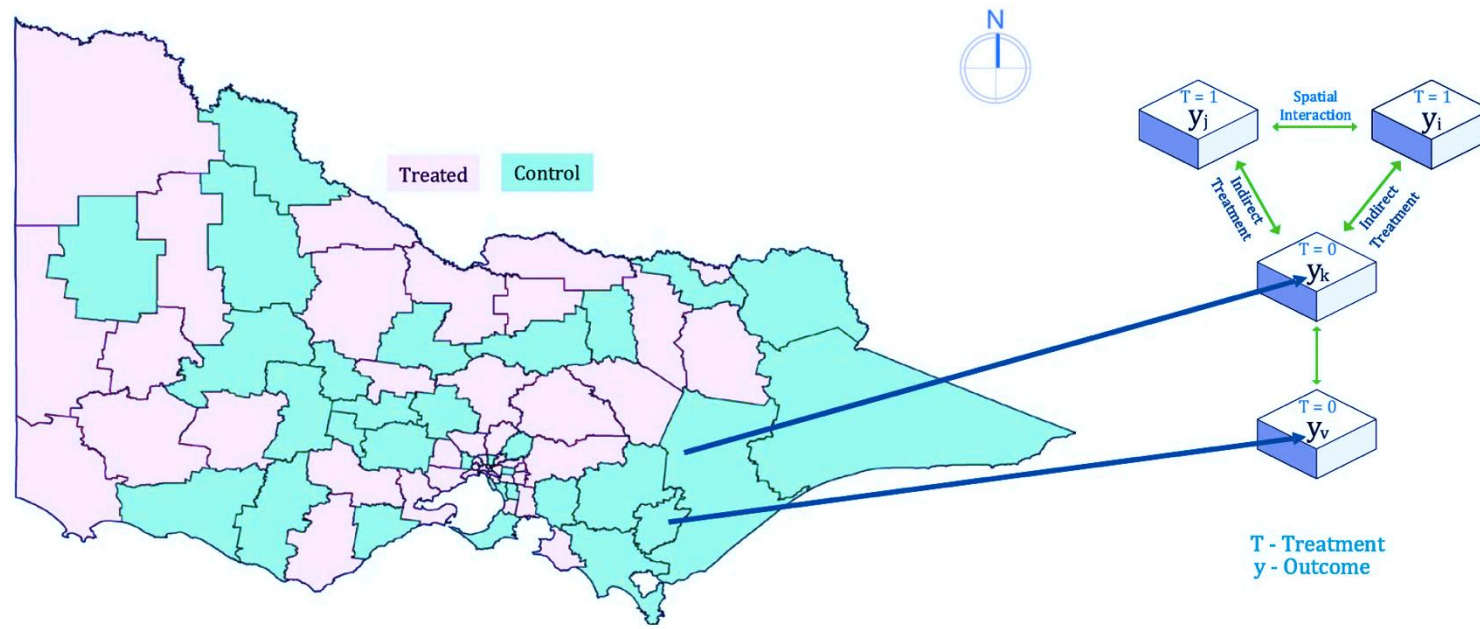 N
Treated
Control
T = 1
yj
Spatial
Interaction
T = 1
yi
Indirect
Treatment
Indirect
Treatment
T = 0
yk
T = 0
yv
T - Treatment
y - Outcome